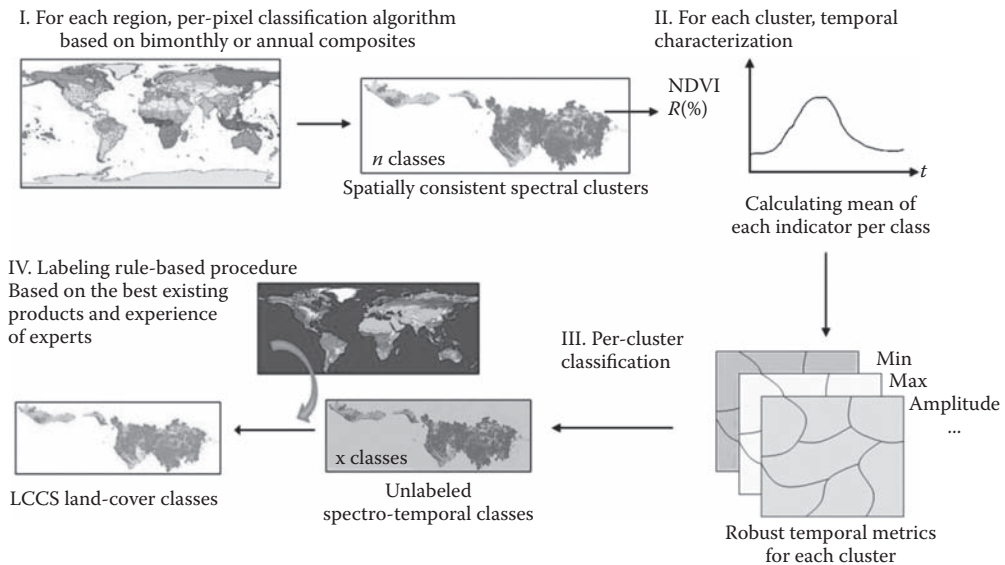 I. For each region, per-pixel classification algorithm
based on bimonthly or annual composites
n classes
Spatially consistent spectral clusters
II. For each cluster, temporal
characterization
NDVI
R(%)
t
Calculating mean of
each indicator per class
III. Per-cluster
classification
Min
Max
Amplitude
...
Robust temporal metrics
for each cluster
x classes
Unlabeled
spectro-temporal classes
IV. Labeling rule-based procedure
Based on the best existing
products and experience
of experts
LCCS land-cover classes